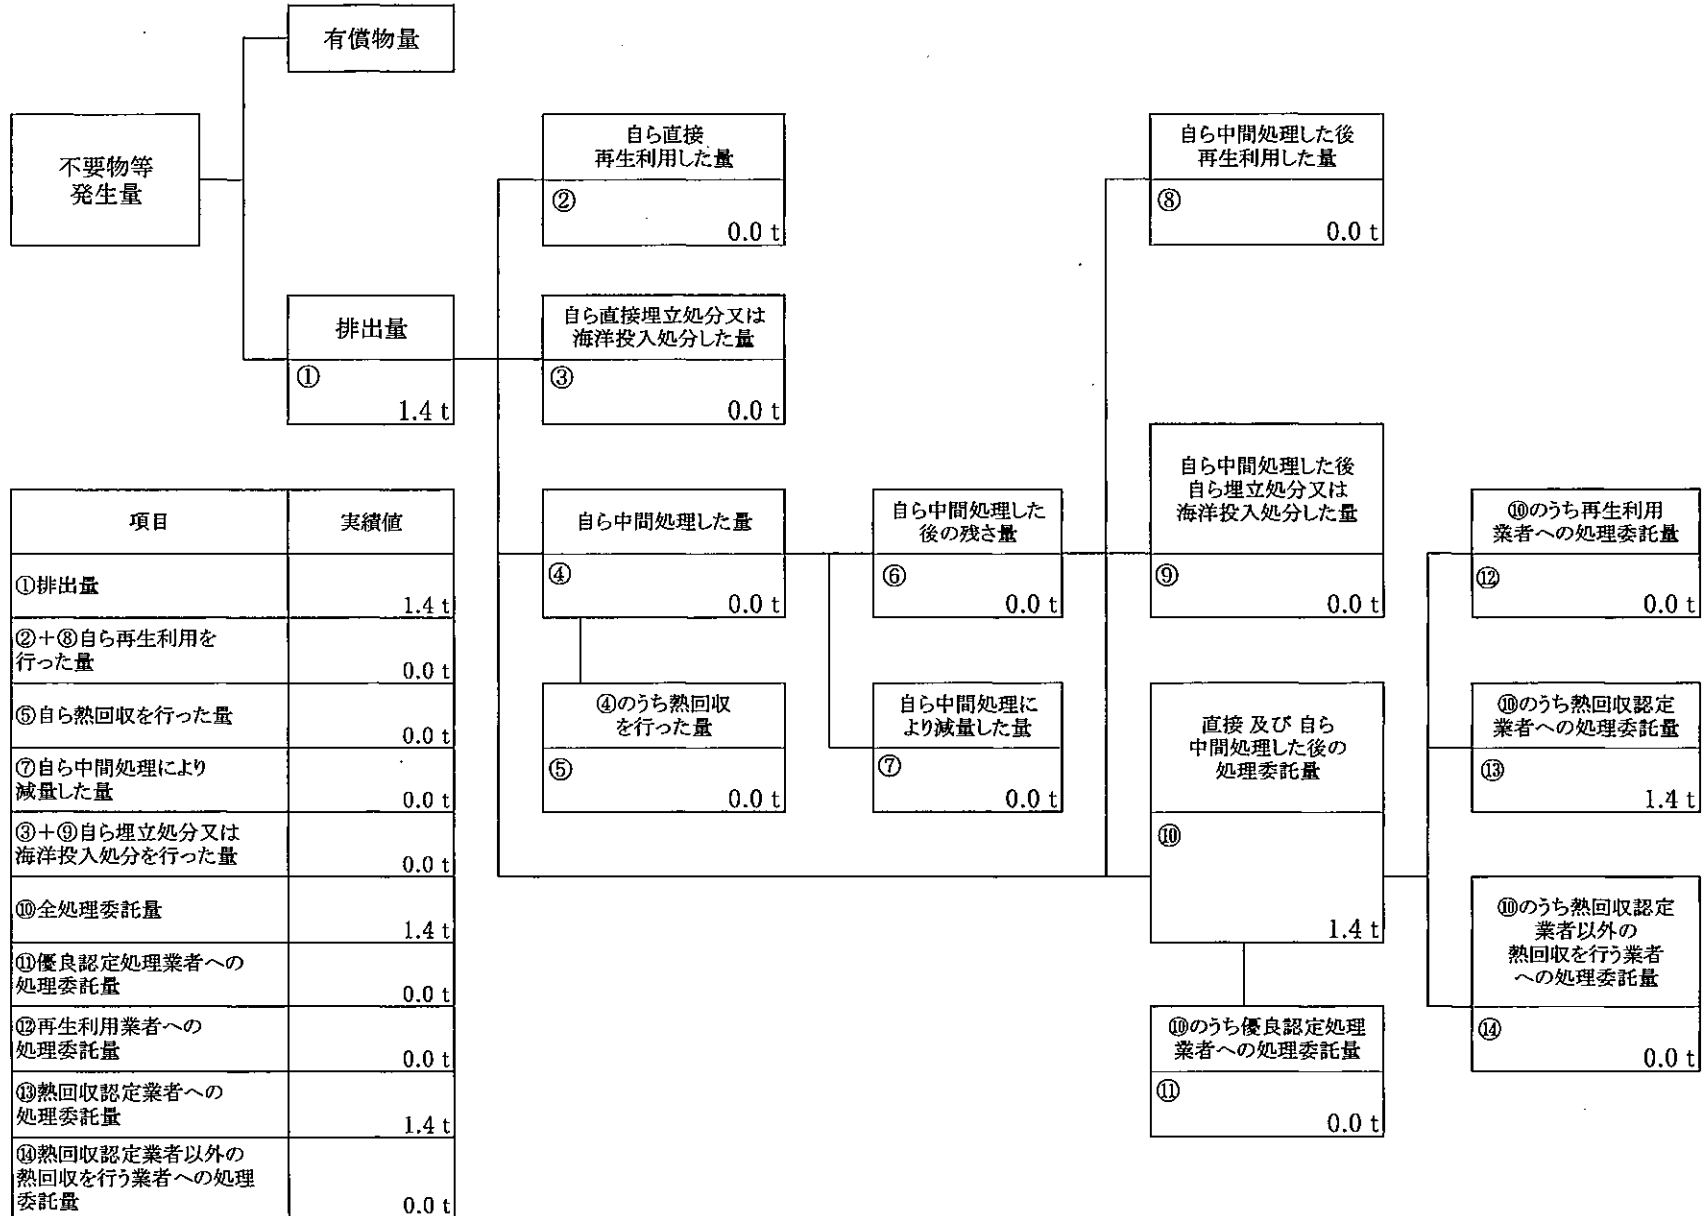 有償物量
不要物等
発生量
自ら直接
再生利用した量
②
0.0 t
自ら中間処理した後
再生利用した量
⑧
0.0 t
排出量
①
1.4 t
自ら直接埋立処分又は
海洋投入処分した量
③
0.0 t
自ら中間処理した量
④
0.0 t
自ら中間処理した
後の残さ量
⑥
0.0 t
自ら中間処理した後
自ら埋立処分又は
海洋投入処分した量
⑨
0.0 t
⑩のうち再生利用
業者への処理委託量
⑫
0.0 t
④のうち熱回収
を行った量
⑤
0.0 t
自ら中間処理に
より減量した量
⑦
0.0 t
直接 及び 自ら
中間処理した後の
処理委託量
⑩
1.4 t
⑩のうち熱回収認定
業者への処理委託量
⑬
1.4 t
⑩のうち熱回収認定
業者以外の
熱回収を行う業者
への処理委託量
⑭
0.0 t
⑩のうち優良認定処理
業者への処理委託量
⑪
0.0 t
項目 実績値
①排出量
1.4 t
②+⑧自ら再生利用を
行った量
0.0 t
⑤自ら熱回収を行った量
0.0 t
⑦自ら中間処理により
減量した量
0.0 t
③+⑨自ら埋立処分又は
海洋投入処分を行った量
0.0 t
⑩全処理委託量
1.4 t
⑪優良認定処理業者への
処理委託量
0.0 t
⑫再生利用業者への
処理委託量
0.0 t
⑬熱回収認定業者への
処理委託量
1.4 t
⑭熱回収認定業者以外の
熱回収を行う業者への処理
委託量
0.0 t